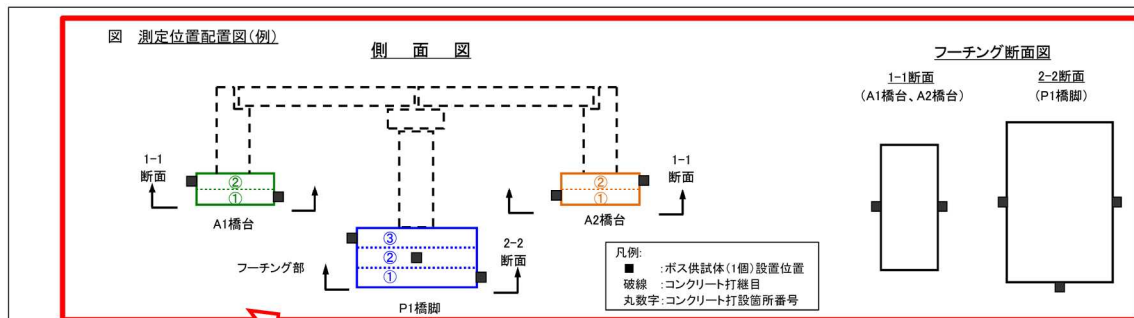 図 測定位置配置図(例)
側 面 図
フーチング断面図
1-1断面
(A1橋台、A2橋台)
2-2断面
(P1橋脚)
1-1
断面
②
①
A1橋台
②
①
A2橋台
1-1
断面
③
②
①
フーチング部
P1橋脚
2-2
断面
凡例:
■ :ボス供試体(1個)設置位置
破線 :コンクリート打継目
丸数字:コンクリート打設箇所番号